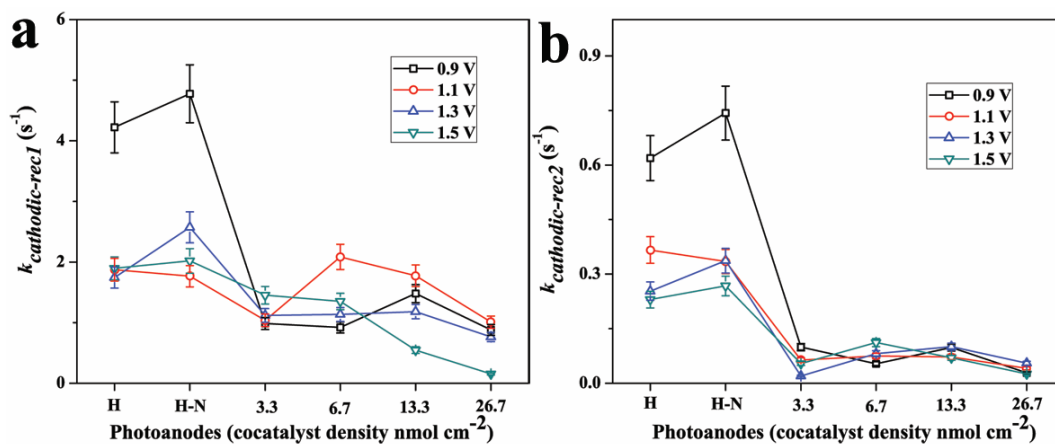 a
6
4
2
0
k cathodic-rec1 (s-1)
0.9 V
1.1 V
1.3 V
1.5 V
H H-N 3.3 6.7 13.3 26.7
Photoanodes (cocatalyst density nmol cm-2)
b
0.9
0.6
0.3
0.0
k cathodic-rec2 (s-1)
0.9 V
1.1 V
1.3 V
1.5 V
H H-N 3.3 6.7 13.3 26.7
Photoanodes (cocatalyst density nmol cm-2)